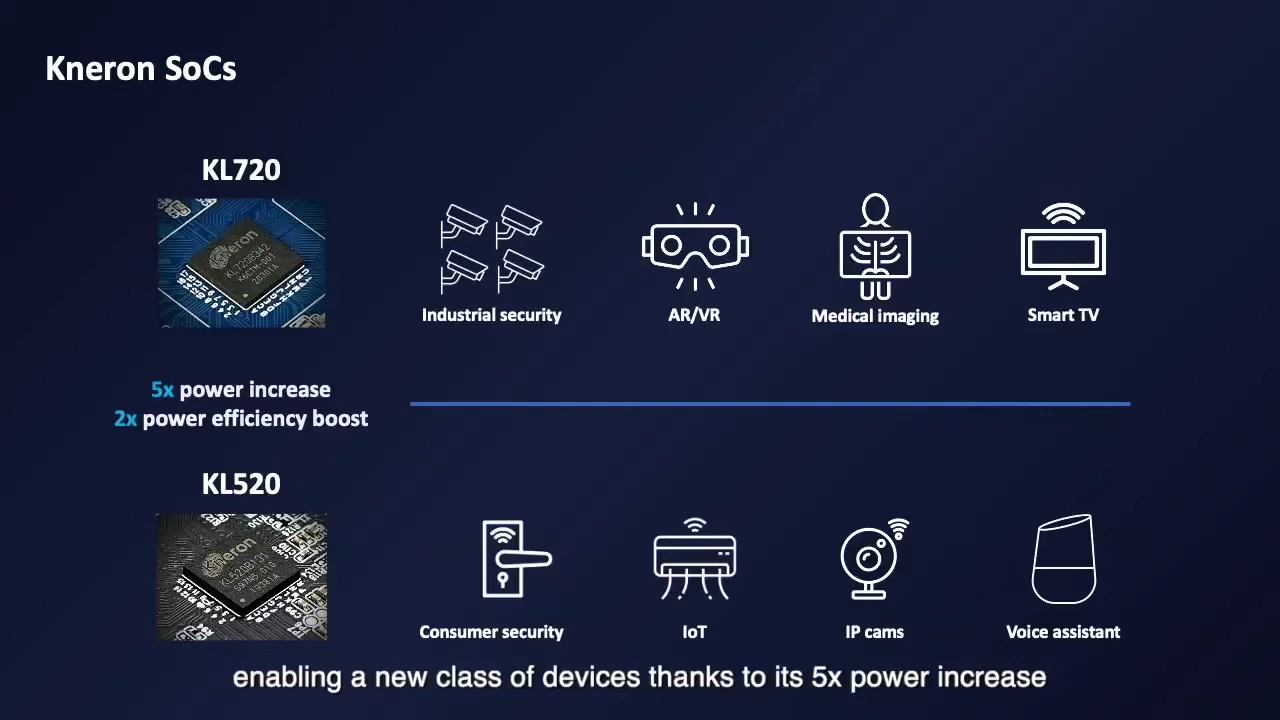 Kneron SoCs
KL720
Industrial security
AR/VR
Medical imaging
Smart TV
5x power increase
2x power efficiency boost
KL520
Consumer security
IoT
IP cams
Voice assistant
enabling a new class of devices thanks to its 5x power increase